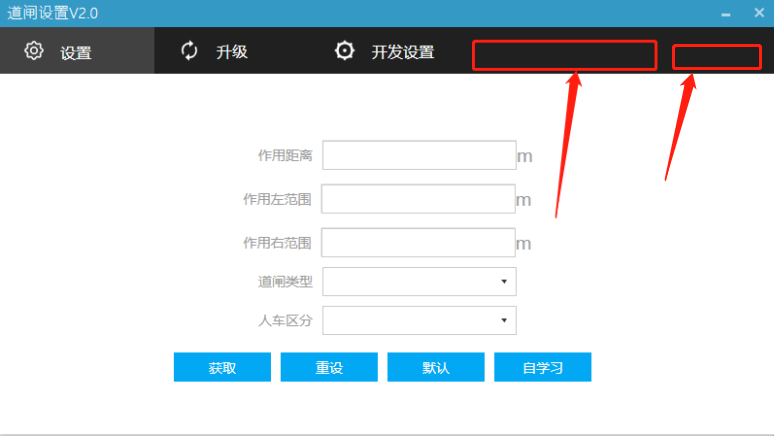 道闸设置V2.0
设置 升级 开发设置
作用距离 m
作用左范围 m
作用右范围 m
道闸类型
人车区分
获取 重设 默认 自学习